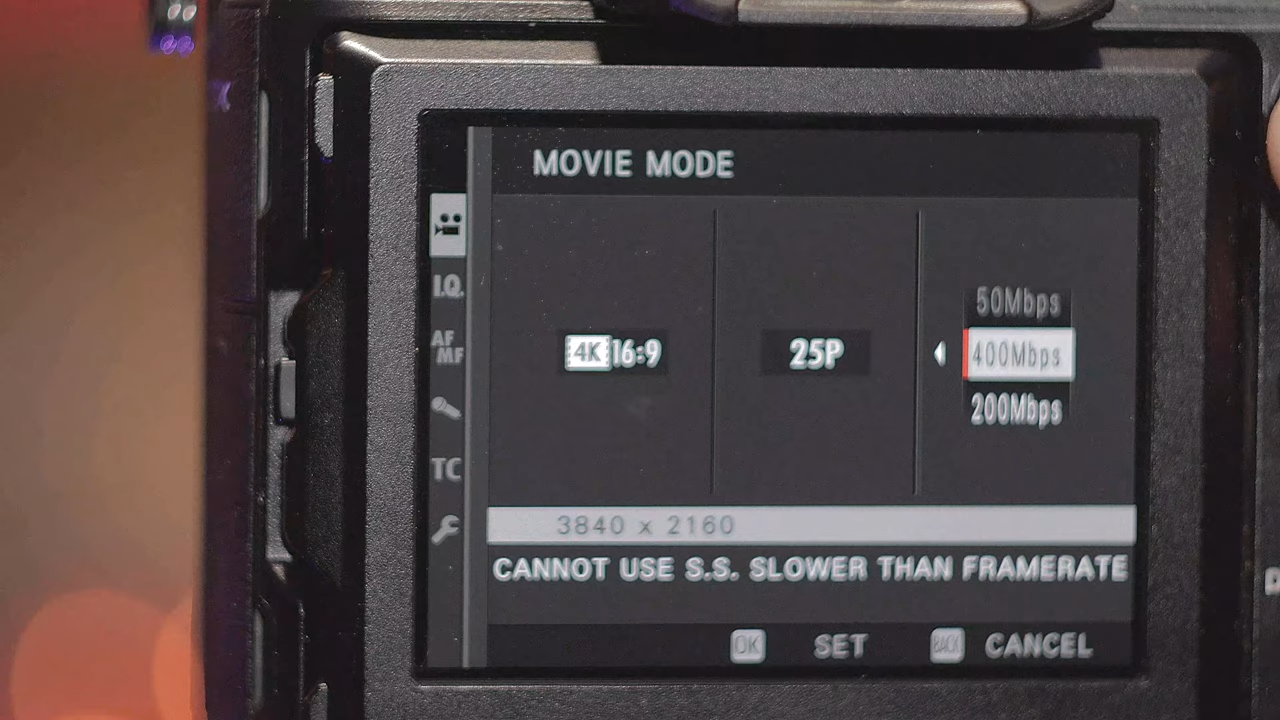 MOVIE MODE
I.Q.
AF
MF
TC
4K 16:9
25P
50Mbps
400Mbps
200Mbps
3840 x 2160
CANNOT USE S.S. SLOWER THAN FRAMERATE
OK SET BACK CANCEL